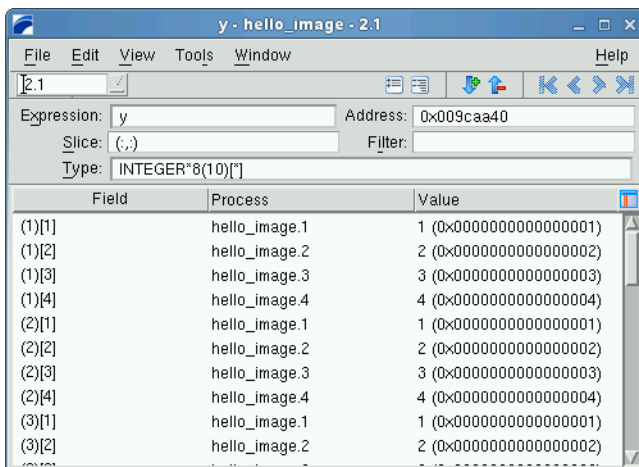 y - hello_image - 2.1
File Edit View Tools Window Help
2.1
Expression: y Address: 0x009caa40
Slice: (:,:) Filter:
Type: INTEGER*8(10)[*]
Field Process Value
(1)[1] hello_image.1 1 (0x0000000000000001)
(1)[2] hello_image.2 2 (0x0000000000000002)
(1)[3] hello_image.3 3 (0x0000000000000003)
(1)[4] hello_image.4 4 (0x0000000000000004)
(2)[1] hello_image.1 1 (0x0000000000000001)
(2)[2] hello_image.2 2 (0x0000000000000002)
(2)[3] hello_image.3 3 (0x0000000000000003)
(2)[4] hello_image.4 4 (0x0000000000000004)
(3)[1] hello_image.1 1 (0x0000000000000001)
(3)[2] hello_image.2 2 (0x0000000000000002)